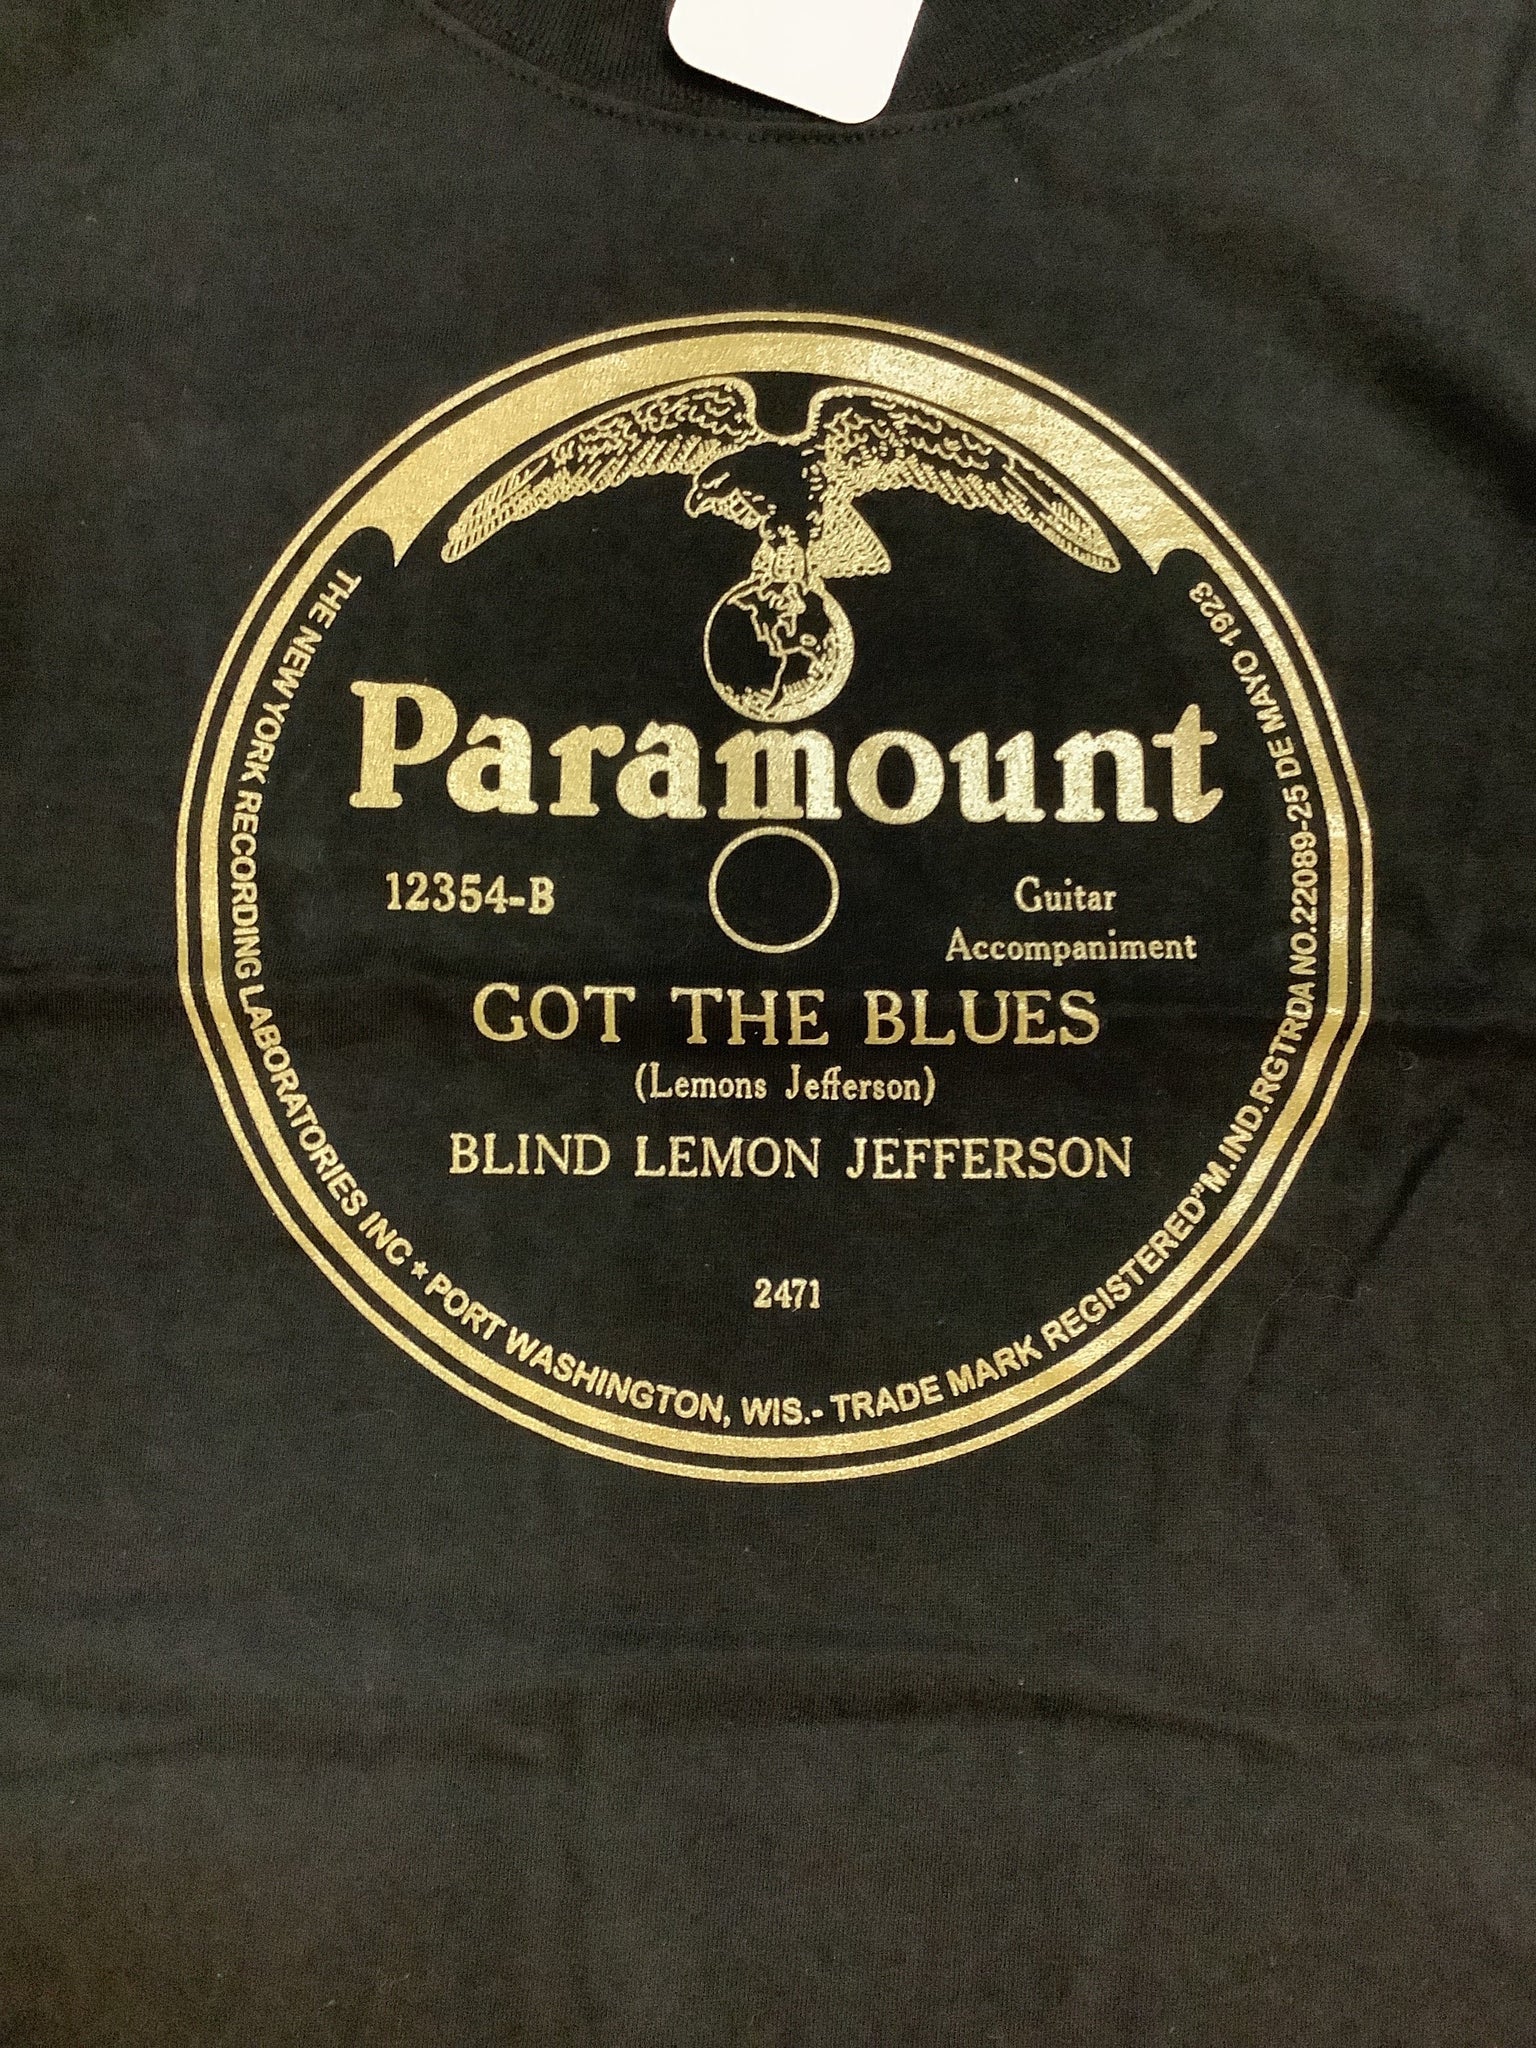 Paramount
12354-B
Guitar
Accompaniment
GOT THE BLUES
(Lemons Jefferson)
BLIND LEMON JEFFERSON
2471
THE NEW YORK RECORDING LABORATORIES INC ★ PORT WASHINGTON, WIS.- TRADE MARK REGISTERED" M.IND.RGTRDA NO.22089-25 DE MAYO 1923